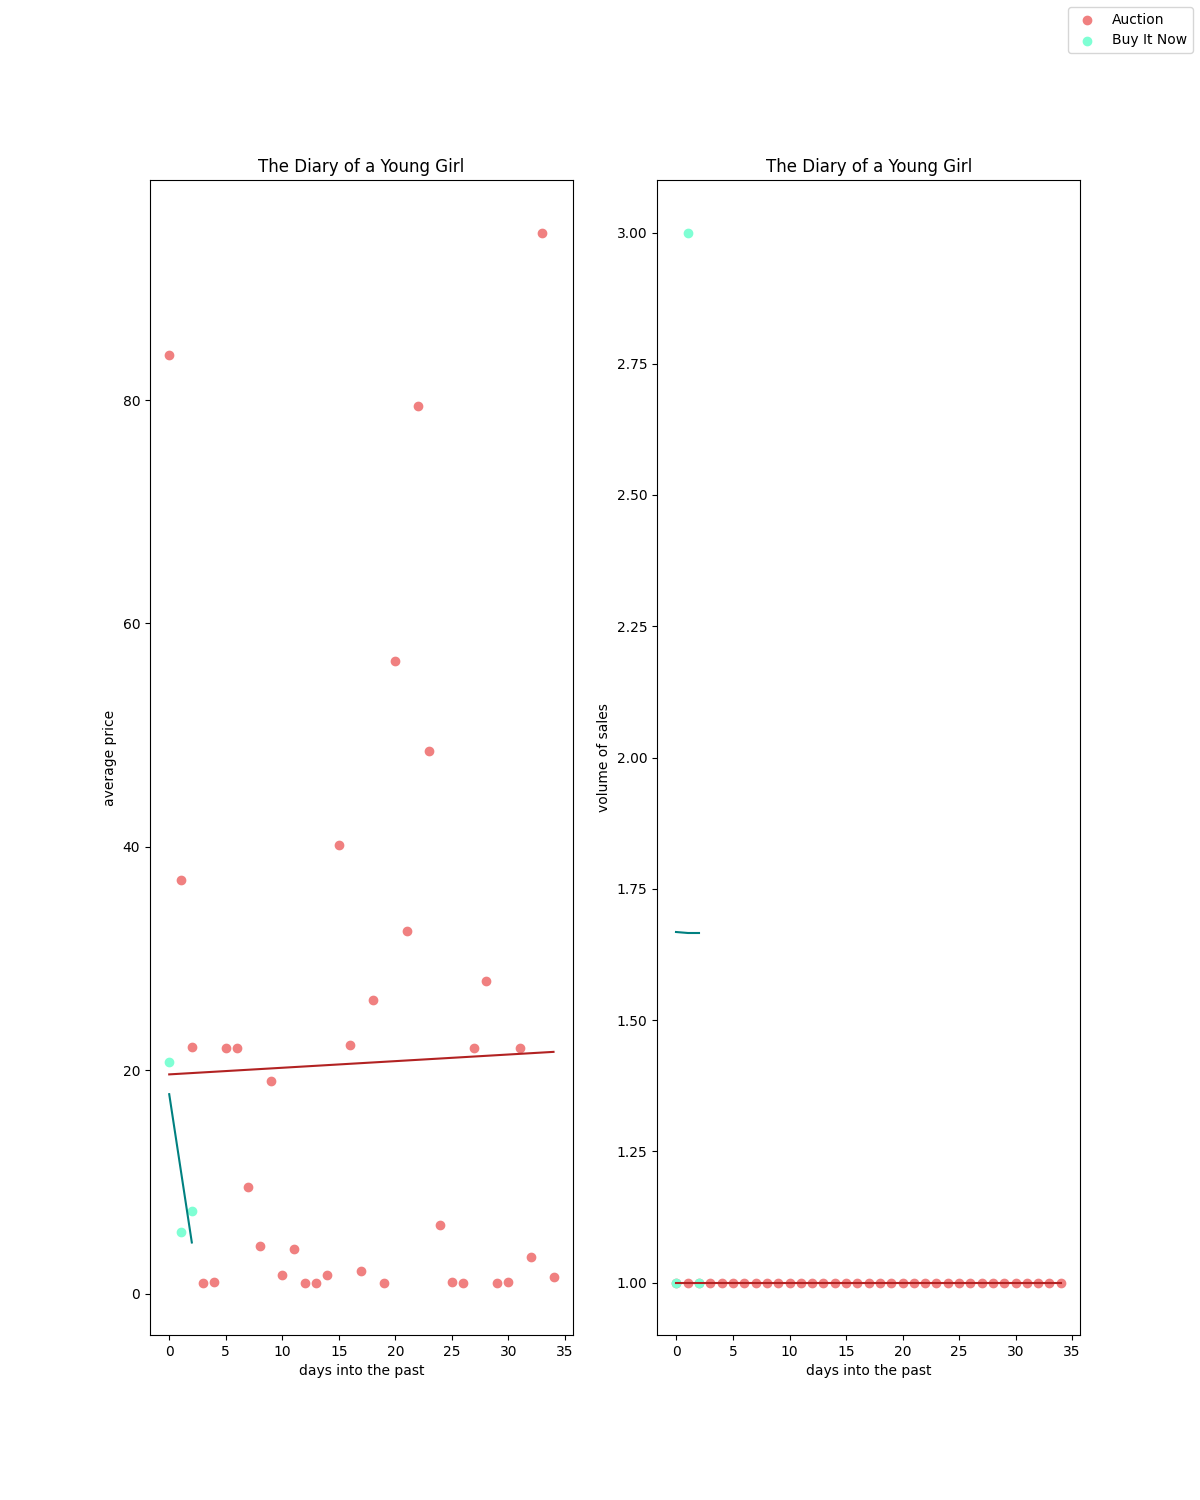 Auction
Buy It Now
The Diary of a Young Girl
The Diary of a Young Girl
average price
80
60
40
20
0
0 5 10 15 20 25 30 35
days into the past
volume of sales
3.00
2.75
2.50
2.25
2.00
1.75
1.50
1.25
1.00
0 5 10 15 20 25 30 35
days into the past